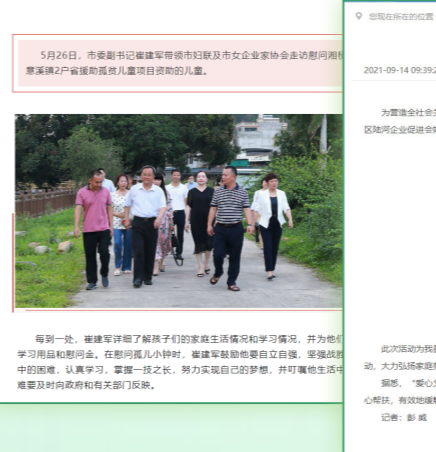 5月26日，市委副书记崔建军带领市妇联及市女企业家协会走访慰问湘
意溪镇2户省援助孤贫儿童项目资助的儿童。
每到一处，崔建军详细了解孩子们的家庭生活情况和学习情况，并为他们
学习用品和慰问金。在慰问孤儿小钟时，崔建军鼓励他要自立自强，坚强战胜
中的困难，认真学习，掌握一技之长，努力实现自己的梦想，并叮嘱他生活中
难要及时向政府和有关部门反映。
您现在所在的位置
2021-09-14 09:39:2
为营造全社会关
区陆河企业促进会
此次活动为我
动，大力弘扬家庭
据悉，“爱心
心帮扶，有效地缓解
记者：彭 威